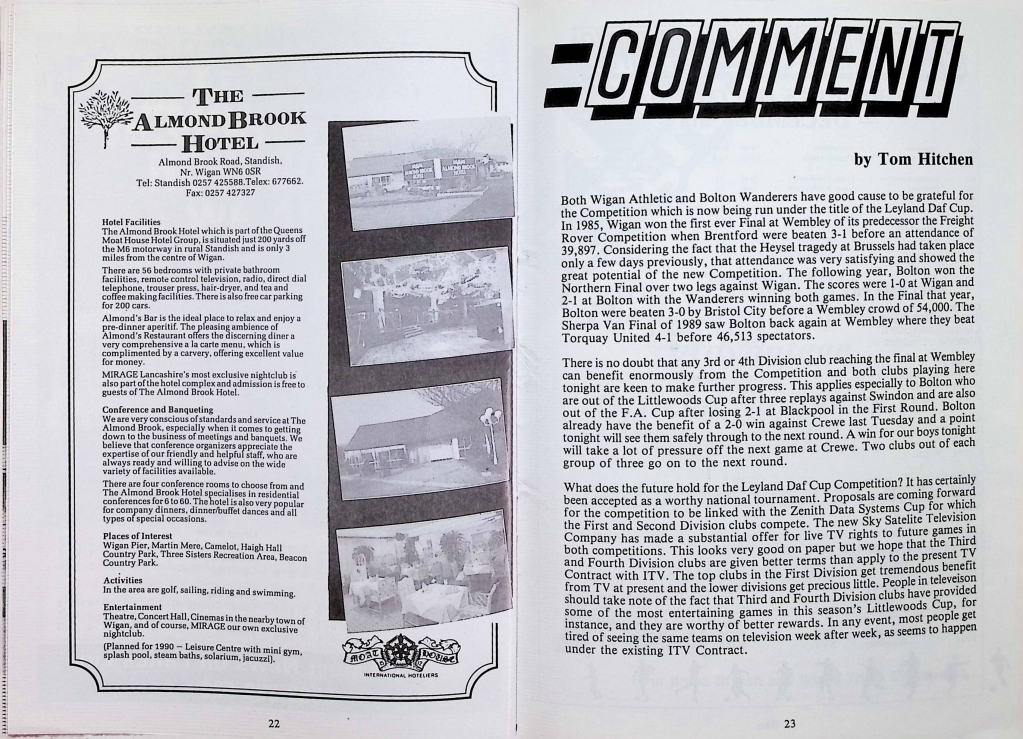 THE
ALMOND BROOK
HOTEL
Almond Brook Road, Standish,
Nr. Wigan WN6 0SR
Tel: Standish 0257 425588.Telex: 677662.
Fax: 0257 427327
Hotel Facilities
The Almond Brook Hotel which is part of the Queens
Moat House Hotel Group, is situated just 200 yards off
the M6 motorway in rural Standish and is only 3
miles from the centre of Wigan.
There are 56 bedrooms with private bathroom
facilities, remote control television, radio, direct dial
telephone, trouser press, hair-dryer, and tea and
coffee making facilities. There is also free car parking
for 200 cars.
Almond's Bar is the ideal place to relax and enjoy a
pre-dinner aperitif. The pleasing ambience of
Almond's Restaurant offers the discerning diner a
very comprehensive a la carte menu, which is
complimented by a carvery, offering excellent value
for money.
MIRAGE Lancashire's most exclusive nightclub is
also part of the hotel complex and admission is free to
guests of The Almond Brook Hotel.
Conference and Banqueting
We are very conscious of standards and service at The
Almond Brook, especially when it comes to getting
down to the business of meetings and banquets. We
believe that conference organizers appreciate the
expertise of our friendly and helpful staff, who are
always ready and willing to advise on the wide
variety of facilities available.
There are four conference rooms to choose from and
The Almond Brook Hotel specialises in residential
conferences for 6 to 60. The hotel is also very popular
for company dinners, dinner/buffet dances and all
types of special occasions.
Places of Interest
Wigan Pier, Martin Mere, Camelot, Haigh Hall
Country Park, Three Sisters Recreation Area, Beacon
Country Park.
Activities
In the area are golf, sailing, riding and swimming.
Entertainment
Theatre, Concert Hall, Cinemas in the nearby town of
Wigan, and of course, MIRAGE our own exclusive
nightclub.
(Planned for 1990 — Leisure Centre with mini gym,
splash pool, steam baths, solarium, jacuzzi).
ALMOND BROOK
HOTEL
MOAT HOUSE
INTERNATIONAL HOTELIERS
22
COMMENT
by Tom Hitchen
Both Wigan Athletic and Bolton Wanderers have good cause to be grateful for
the Competition which is now being run under the title of the Leyland Daf Cup.
In 1985, Wigan won the first ever Final at Wembley of its predecessor the Freight
Rover Competition when Brentford were beaten 3-1 before an attendance of
39,897. Considering the fact that the Heysel tragedy at Brussels had taken place
only a few days previously, that attendance was very satisfying and showed the
great potential of the new Competition. The following year, Bolton won the
Northern Final over two legs against Wigan. The scores were 1-0 at Wigan and
2-1 at Bolton with the Wanderers winning both games. In the Final that year,
Bolton were beaten 3-0 by Bristol City before a Wembley crowd of 54,000. The
Sherpa Van Final of 1989 saw Bolton back again at Wembley where they beat
Torquay United 4-1 before 46,513 spectators.
There is no doubt that any 3rd or 4th Division club reaching the final at Wembley
can benefit enormously from the Competition and both clubs playing here
tonight are keen to make further progress. This applies especially to Bolton who
are out of the Littlewoods Cup after three replays against Swindon and are also
out of the F.A. Cup after losing 2-1 at Blackpool in the First Round. Bolton
already have the benefit of a 2-0 win against Crewe last Tuesday and a point
tonight will see them safely through to the next round. A win for our boys tonight
will take a lot of pressure off the next game at Crewe. Two clubs out of each
group of three go on to the next round.
What does the future hold for the Leyland Daf Cup Competition? It has certainly
been accepted as a worthy national tournament. Proposals are coming forward
for the competition to be linked with the Zenith Data Systems Cup for which
the First and Second Division clubs compete. The new Sky Satelite Television
Company has made a substantial offer for live TV rights to future games in
both competitions. This looks very good on paper but we hope that the Third
and Fourth Division clubs are given better terms than apply to the present TV
Contract with ITV. The top clubs in the First Division get tremendous benefit
from TV at present and the lower divisions get precious little. People in televeison
should take note of the fact that Third and Fourth Division clubs have provided
some of the most entertaining games in this season's Littlewoods Cup, for
instance, and they are worthy of better rewards. In any event, most people get
tired of seeing the same teams on television week after week, as seems to happen
under the existing ITV Contract.
23